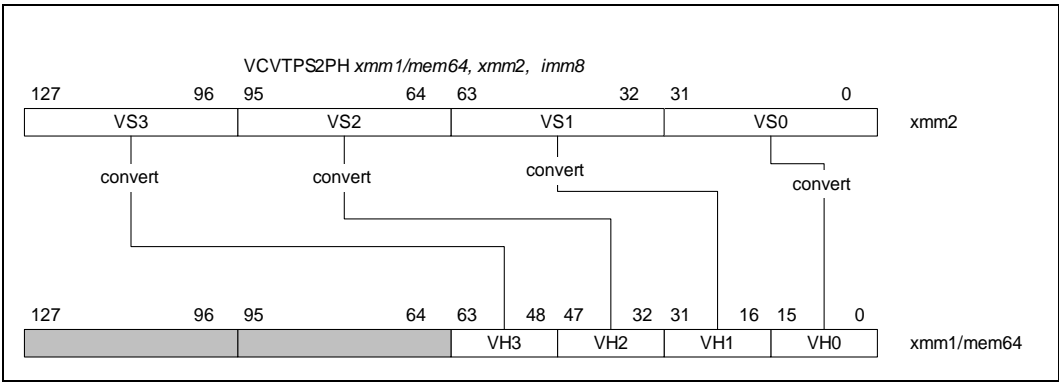 VCVTPS2PH xmm1/mem64, xmm2, imm8
127 96 95 64 63 32 31 0
VS3 VS2 VS1 VS0 xmm2
convert convert convert convert
127 96 95 64 63 48 47 32 31 16 15 0
VH3 VH2 VH1 VH0 xmm1/mem64